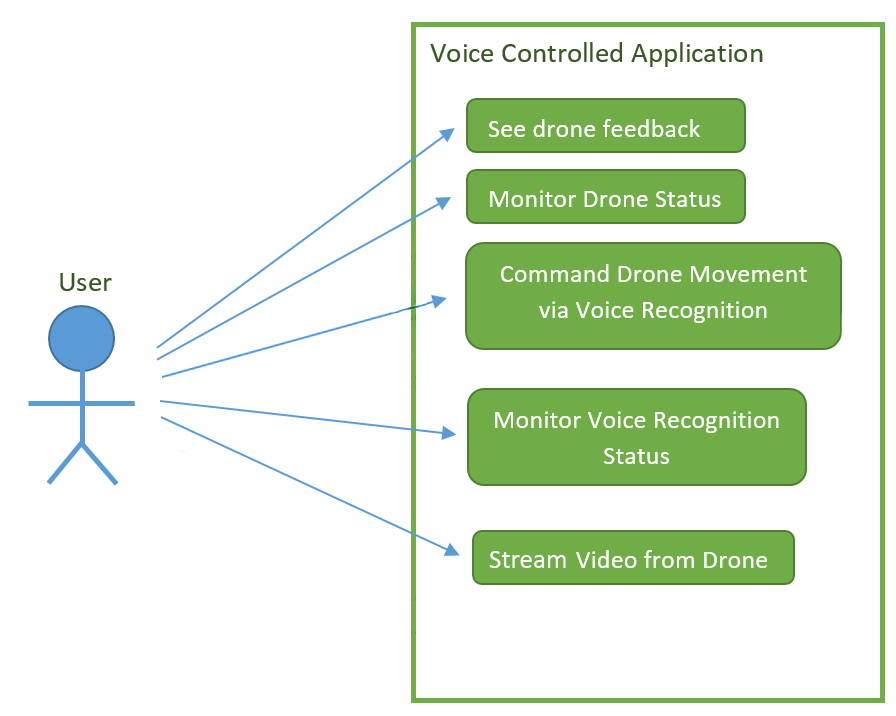 Voice Controlled Application
See drone feedback
Monitor Drone Status
User
Command Drone Movement
via Voice Recognition
Monitor Voice Recognition
Status
Stream Video from Drone